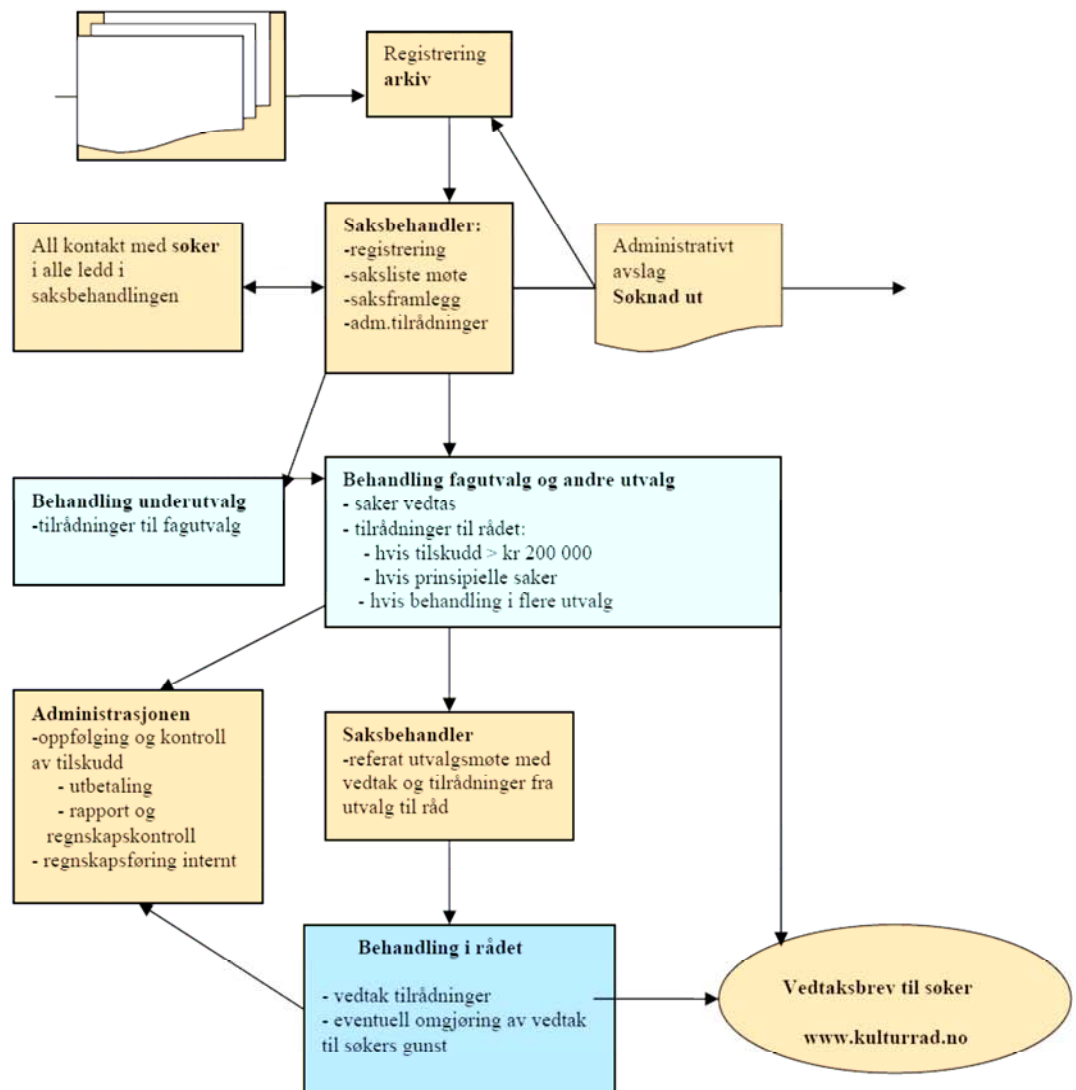 Registrering
arkiv
All kontakt med søker
i alle ledd i
saksbehandlingen
Saksbehandler:
-registrering
-saksliste møte
-saksframlegg
-adm.tilrådninger
Administrativt
avslag
Søknad ut
Behandling underutvalg
-tilrådninger til fagutvalg
Behandling fagutvalg og andre utvalg
- saker vedtas
- tilrådninger til rådet:
- hvis tilskudd > kr 200 000
- hvis prinsipielle saker
- hvis behandling i flere utvalg
Administrasjonen
-oppfølging og kontroll
av tilskudd
- utbetaling
- rapport og
regnskapskontroll
- regnskapsføring internt
Saksbehandler
-referat utvalgsmøte med
vedtak og tilrådninger fra
utvalg til råd
Behandling i rådet
- vedtak tilrådninger
- eventuell omgjøring av vedtak
til søkers gunst
Vedtaksbrev til søker
www.kulturrad.no